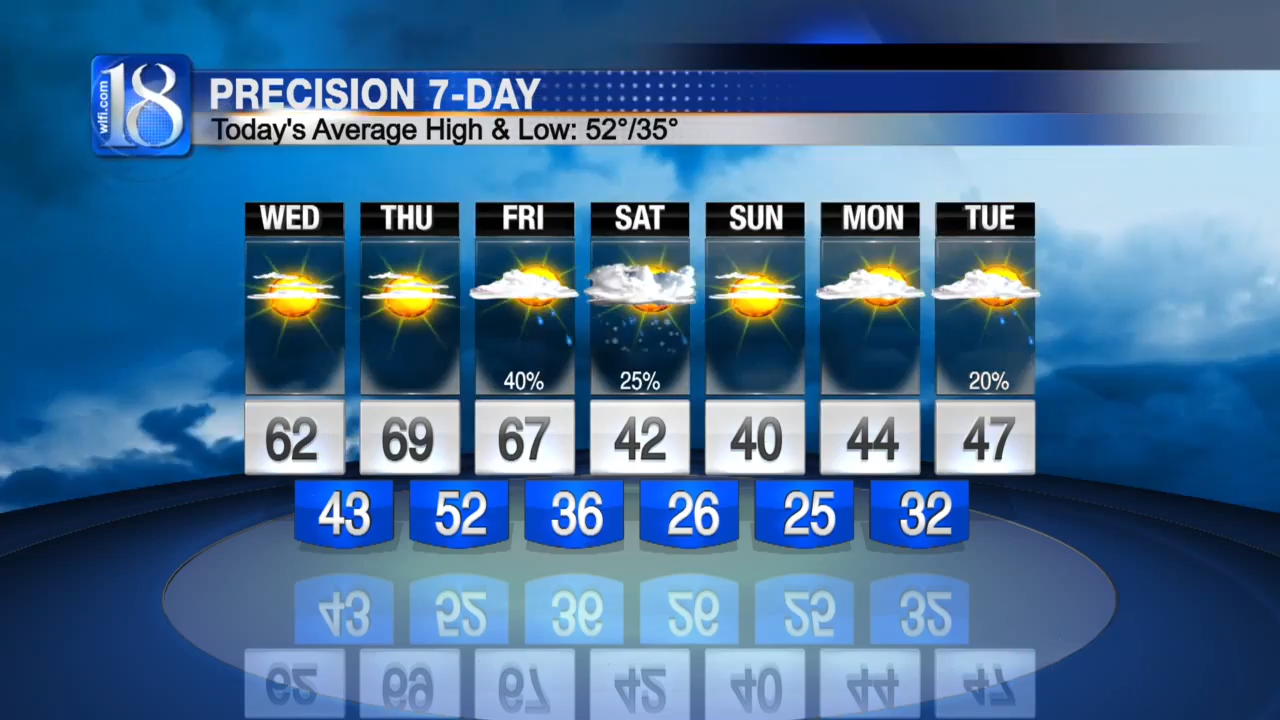 wlfi.com
18
PRECISION 7-DAY
Today's Average High & Low: 52°/35°
WED THU FRI SAT SUN MON TUE
40% 25% 20%
62 69 67 42 40 44 47
43 52 36 26 25 32